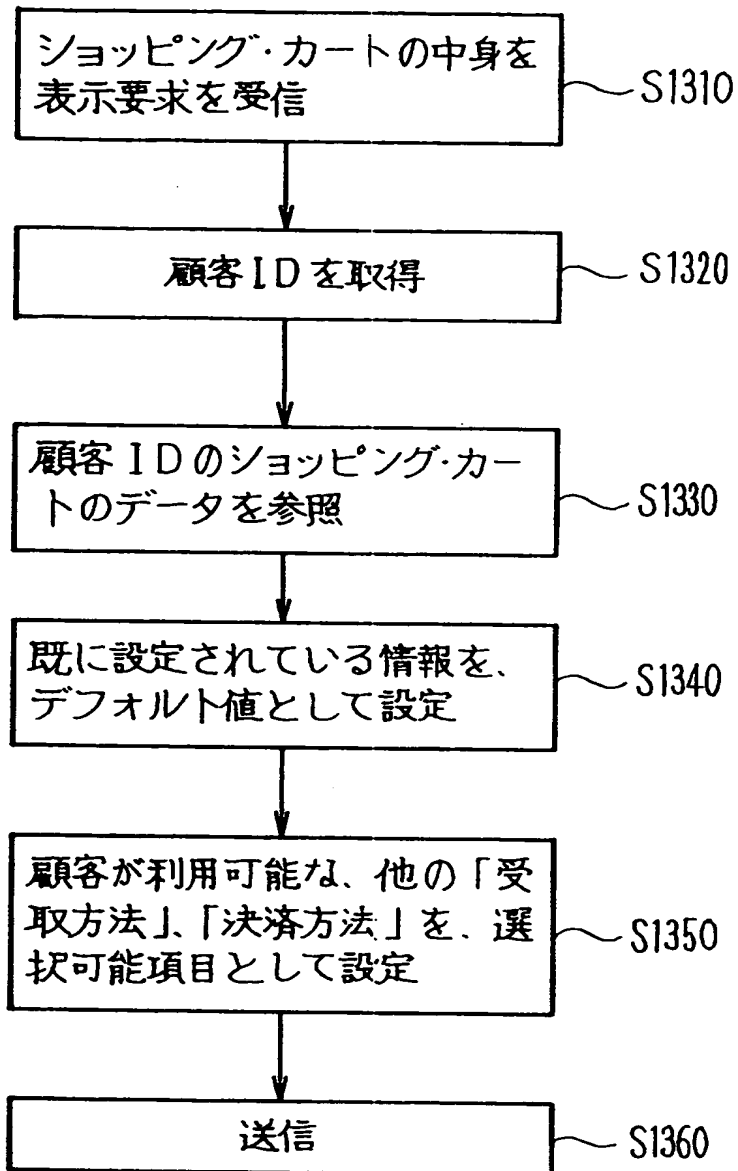 ショッピング・カートの中身を
表示要求を受信
S1310
顧客IDを取得
S1320
顧客IDのショッピング・カー
トのデータを参照
S1330
既に設定されている情報を、
デフォルト値として設定
S1340
顧客が利用可能な、他の「受
取方法」、「決済方法」を、選
択可能項目として設定
S1350
送信
S1360